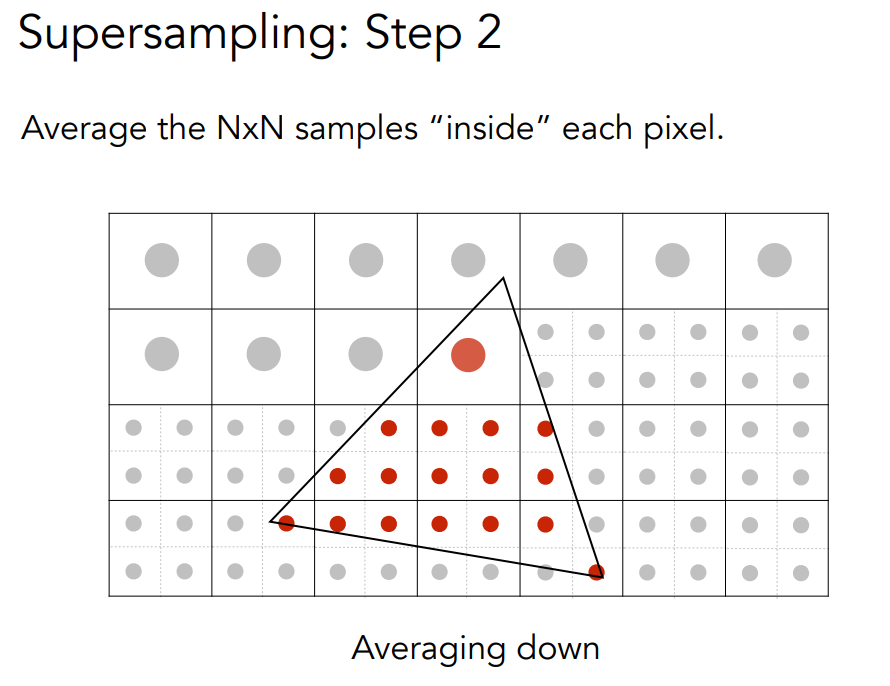 Supersampling: Step 2
Average the NxN samples “inside” each pixel.
Averaging down